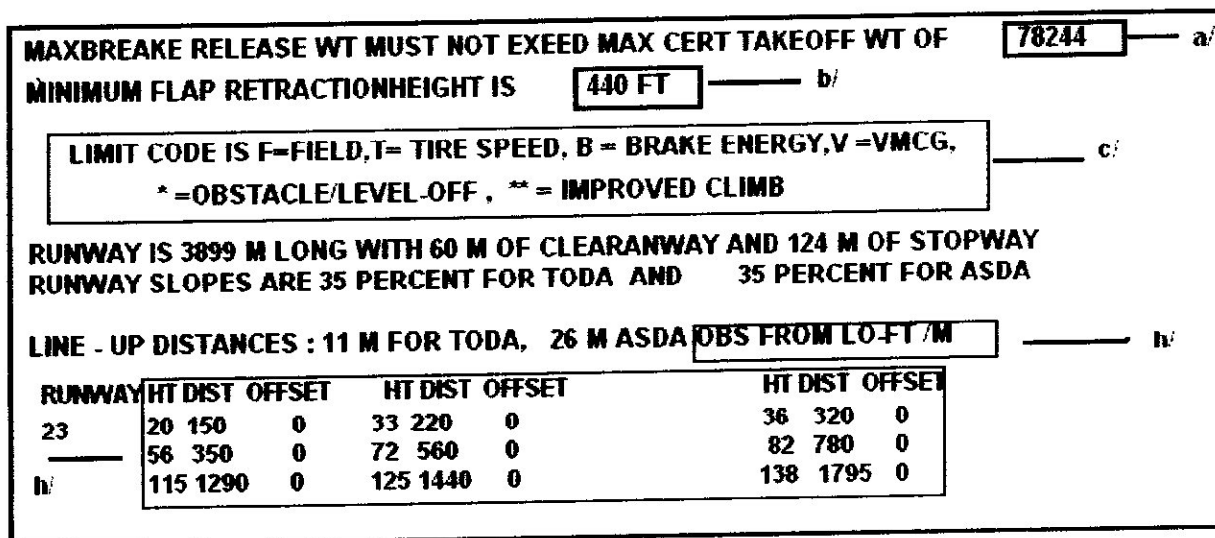 MAXBREAKE RELEASE WT MUST NOT EXEED MAX CERT TAKEOFF WT OF 78244 a/
MINIMUM FLAP RETRACTIONHEIGHT IS 440 FT b/
LIMIT CODE IS F=FIELD,T= TIRE SPEED, B = BRAKE ENERGY,V =VMCG, c/
* =OBSTACLE/LEVEL-OFF , ** = IMPROVED CLIMB
RUNWAY IS 3899 M LONG WITH 60 M OF CLEARANWAY AND 124 M OF STOPWAY
RUNWAY SLOPES ARE 35 PERCENT FOR TODA AND 35 PERCENT FOR ASDA
LINE - UP DISTANCES : 11 M FOR TODA, 26 M ASDA OBS FROM LO-FT /M h/
RUNWAY HT DIST OFFSET HT DIST OFFSET HT DIST OFFSET
23 20 150 0 33 220 0 36 320 0
56 350 0 72 560 0 82 780 0
h/ 115 1290 0 125 1440 0 138 1795 0